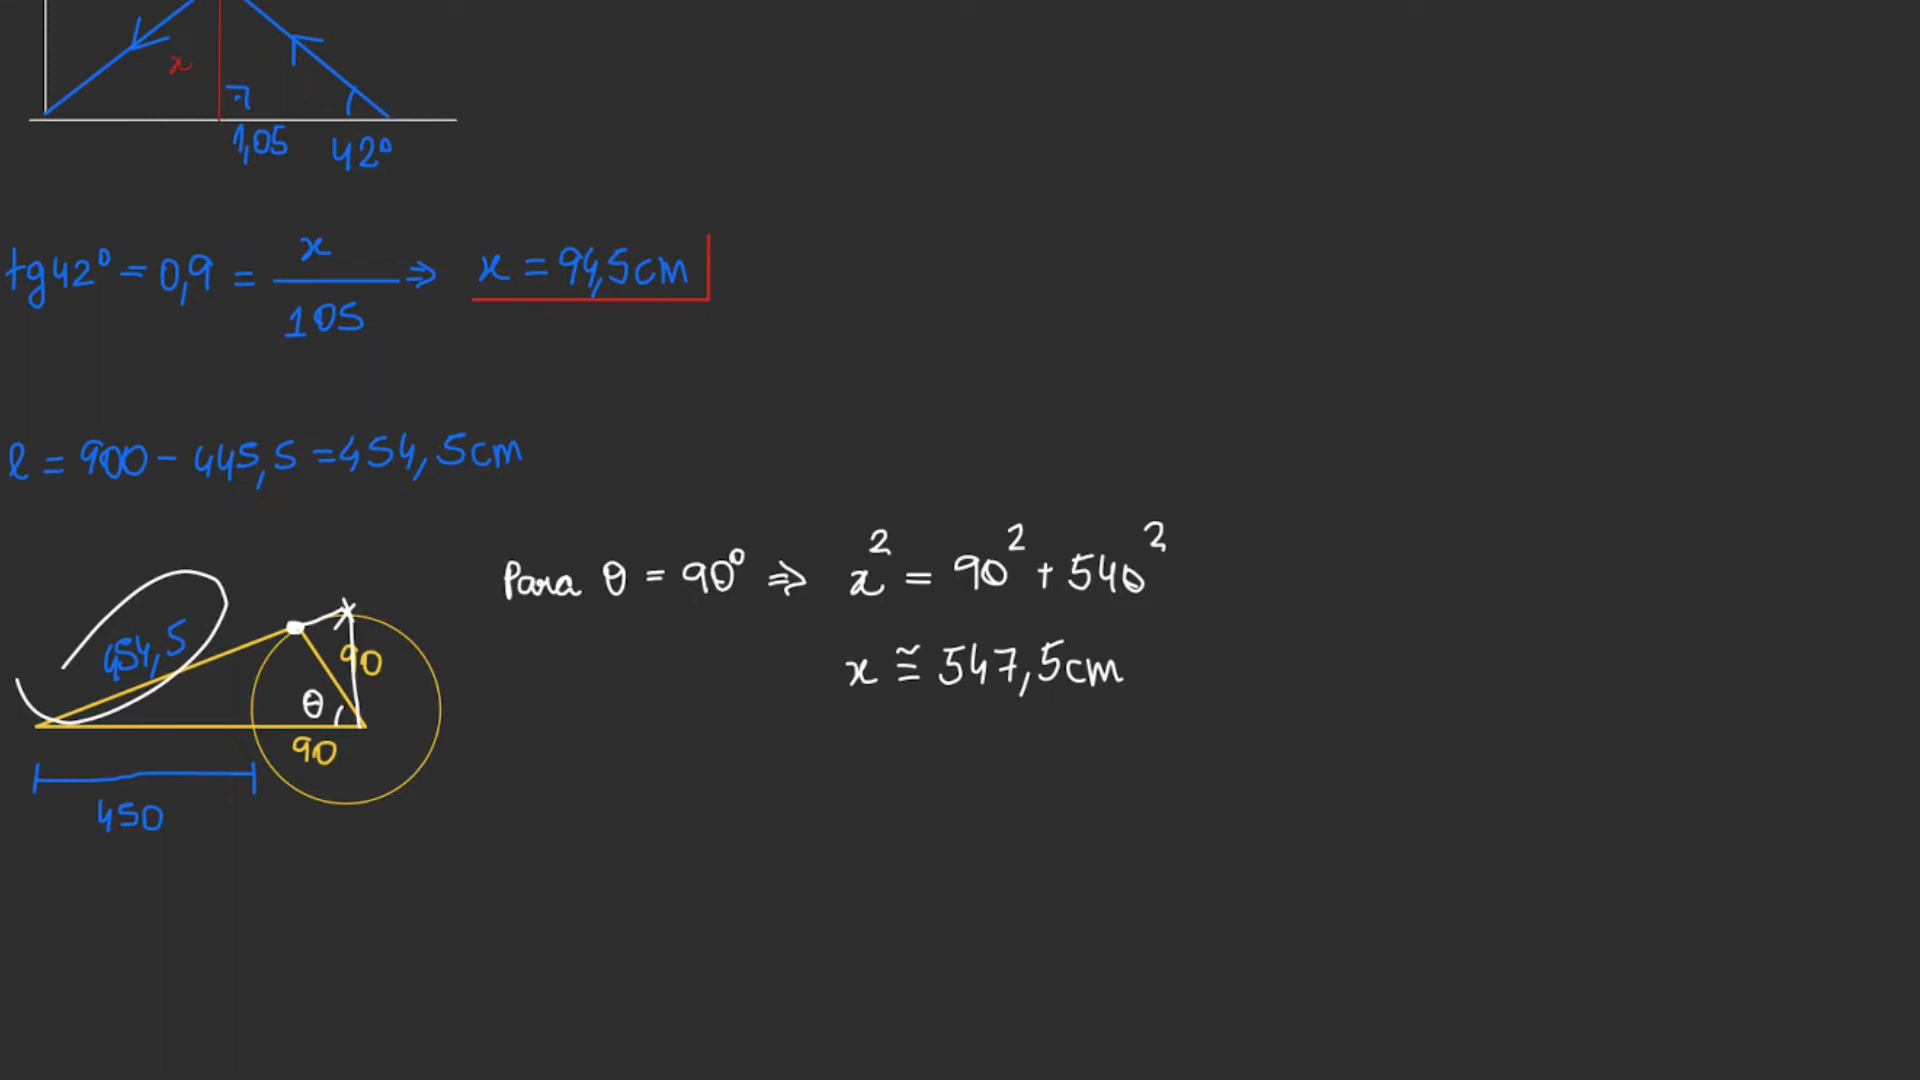 x
1,05 42°
tg42° = 0,9 = x / 105 ⇒ x = 94,5cm
l = 900 - 445,5 = 454,5cm
Para θ = 90° ⇒ x² = 90² + 540²
x ≅ 547,5cm
454,5
90
θ
90
450